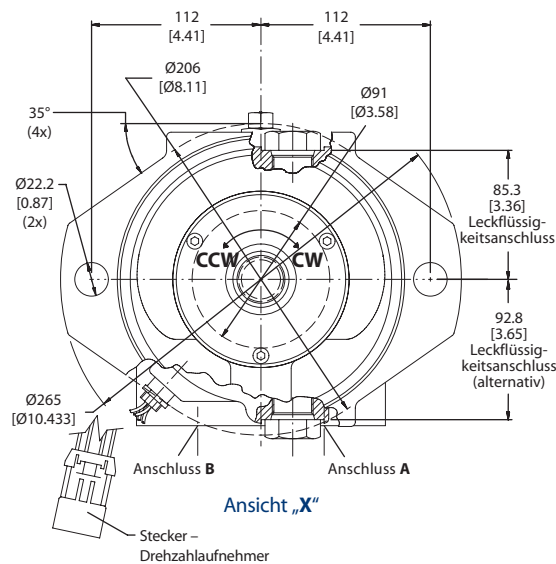 112
[4.41]
112
[4.41]
Ø206
[Ø8.11]
Ø91
[Ø3.58]
35°
(4x)
Ø22.2
[0.87]
(2x)
85.3
[3.36]
Leckflüssig-
keitsanschluss
CCW
CW
92.8
[3.65]
Leckflüssig-
keitsanschluss
(alternativ)
Ø265
[Ø10.433]
Anschluss B
Anschluss A
Ansicht „X“
Stecker –
Drehzahlaufnehmer